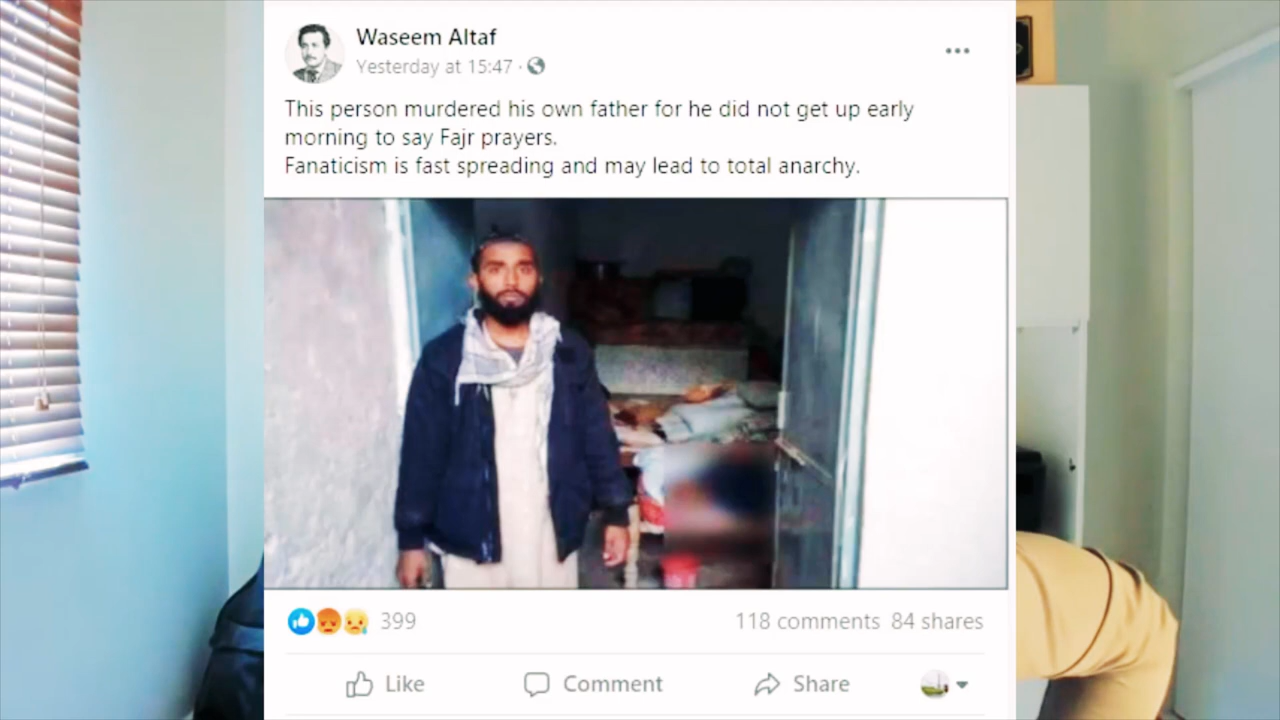 Waseem Altaf
Yesterday at 15:47 ·
This person murdered his own father for he did not get up early
morning to say Fajr prayers.
Fanaticism is fast spreading and may lead to total anarchy.
399
118 comments 84 shares
Like
Comment
Share